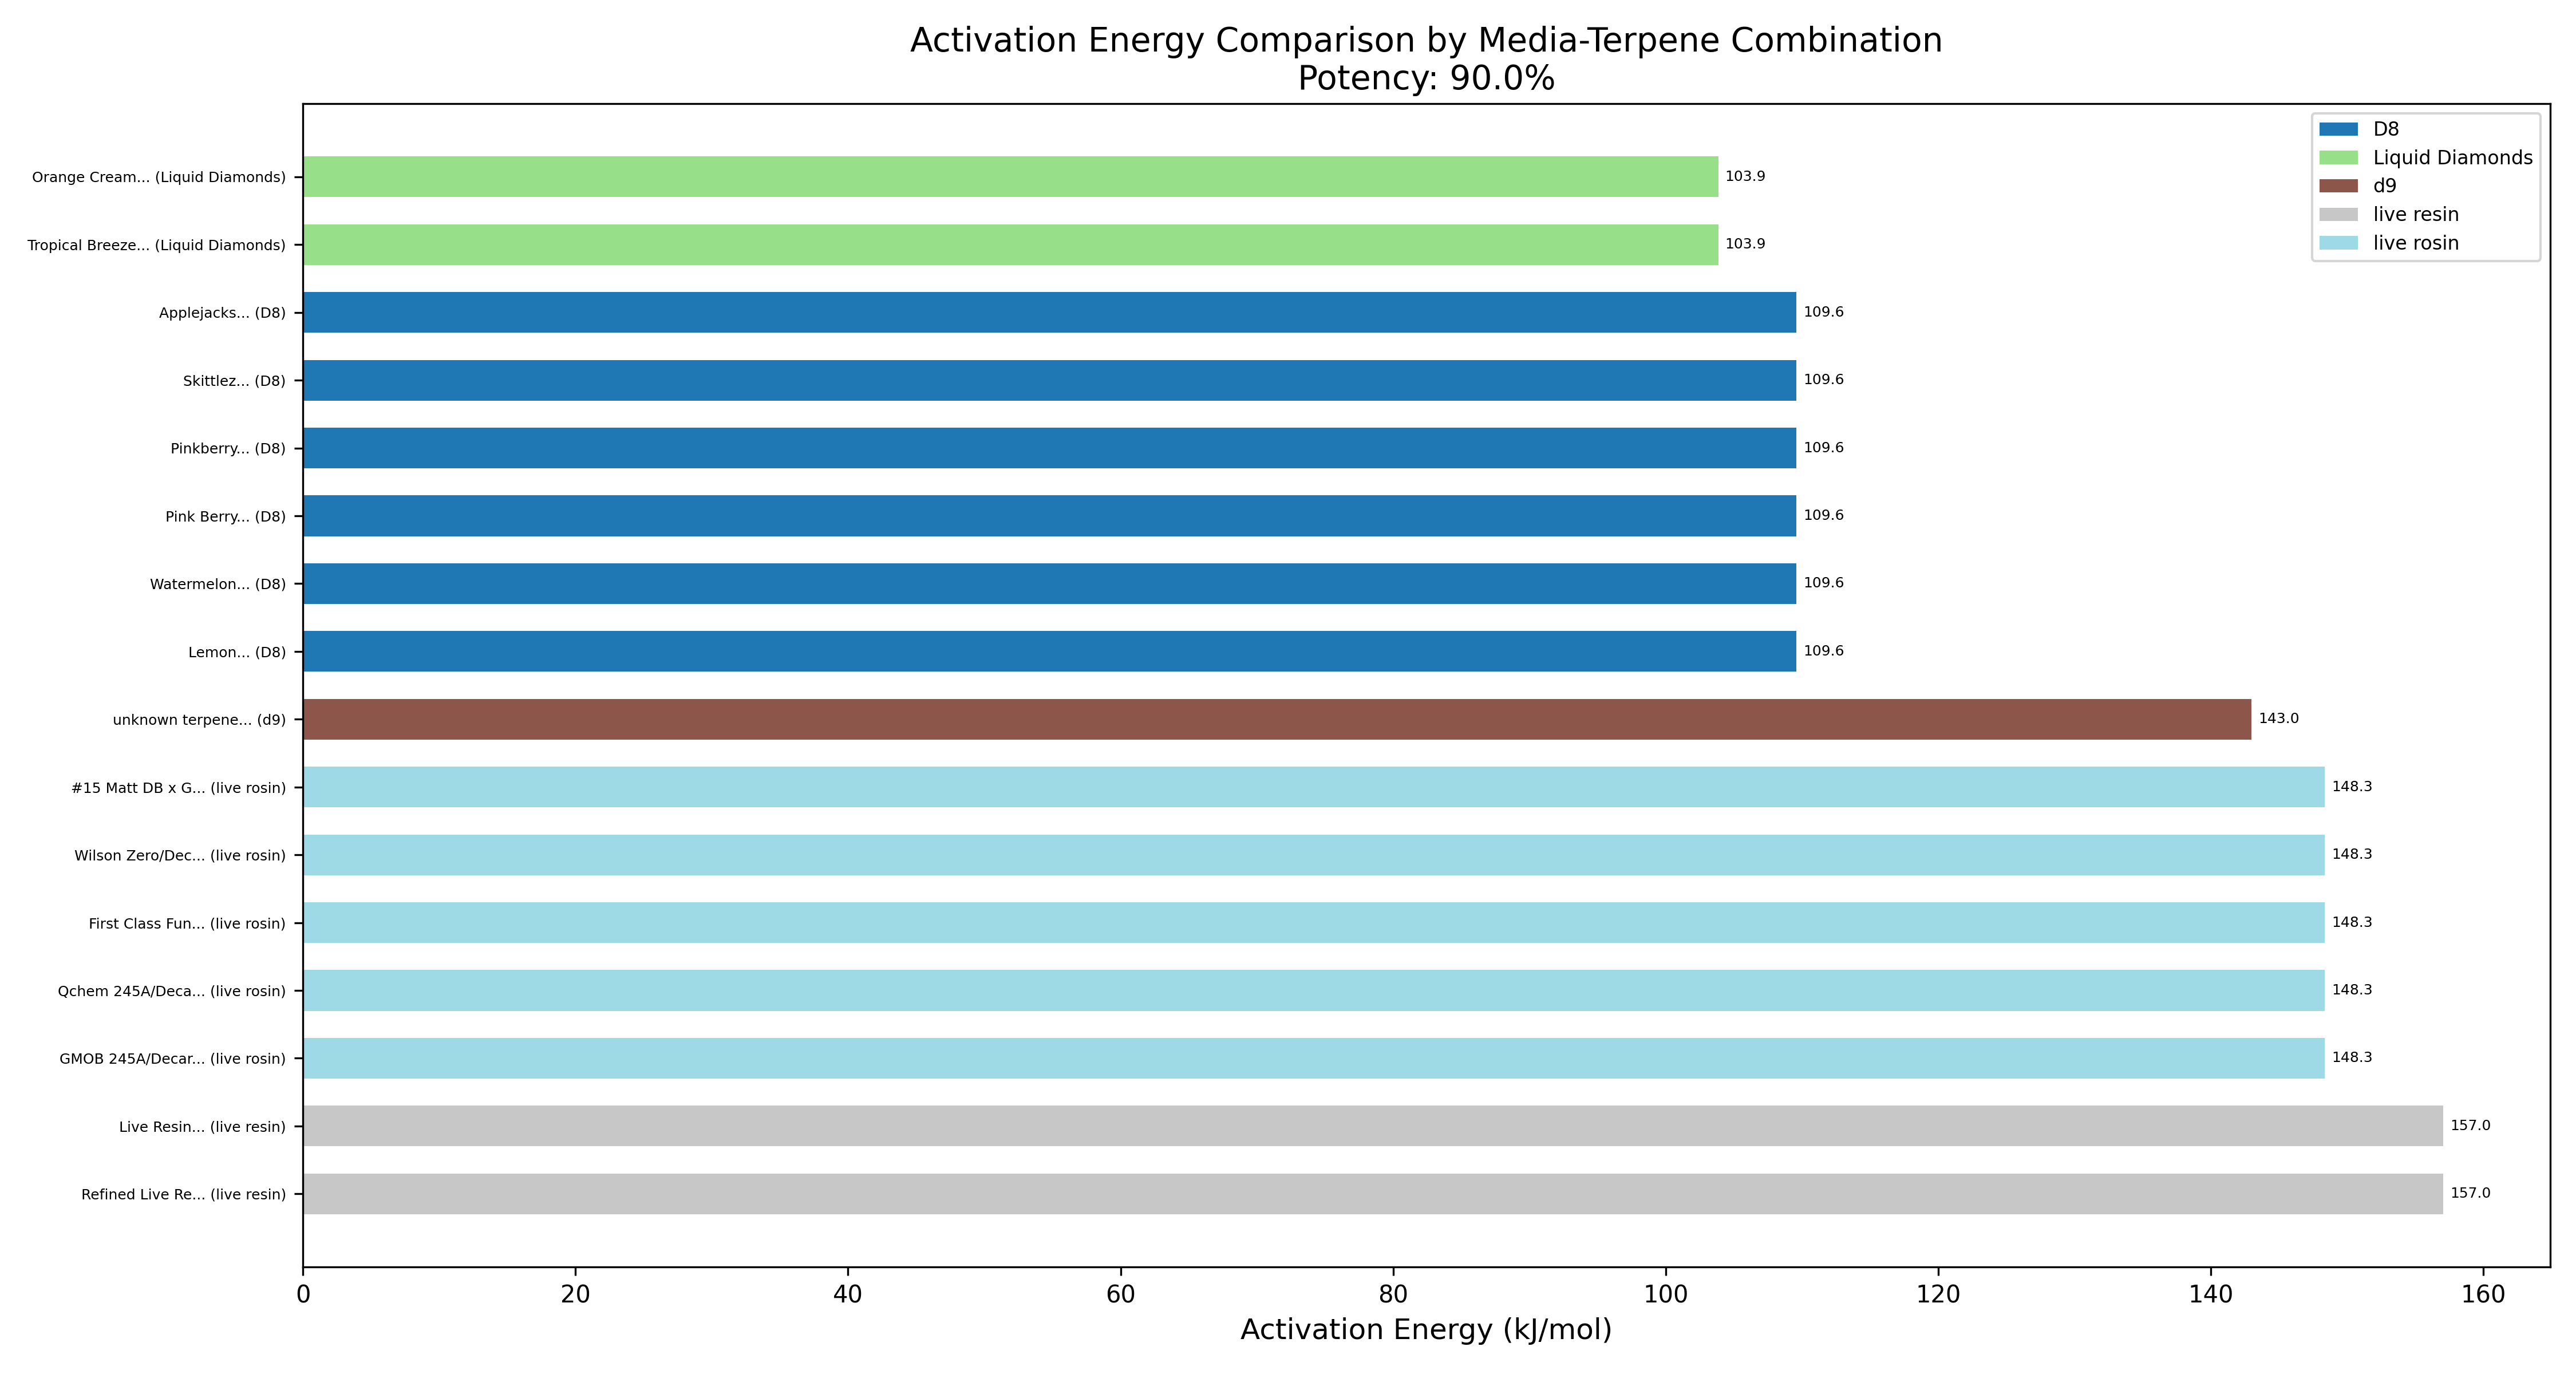 Activation Energy Comparison by Media-Terpene Combination
Potency: 90.0%
D8
Liquid Diamonds
d9
live resin
live rosin
Orange Cream... (Liquid Diamonds)
103.9
Tropical Breeze... (Liquid Diamonds)
103.9
Applejacks... (D8)
109.6
Skittlez... (D8)
109.6
Pinkberry... (D8)
109.6
Pink Berry... (D8)
109.6
Watermelon... (D8)
109.6
Lemon... (D8)
109.6
unknown terpene... (d9)
143.0
#15 Matt DB x G... (live rosin)
148.3
Wilson Zero/Dec... (live rosin)
148.3
First Class Fun... (live rosin)
148.3
Qchem 245A/Deca... (live rosin)
148.3
GMOB 245A/Decar... (live rosin)
148.3
Live Resin... (live resin)
157.0
Refined Live Re... (live resin)
157.0
0 20 40 60 80 100 120 140 160
Activation Energy (kJ/mol)